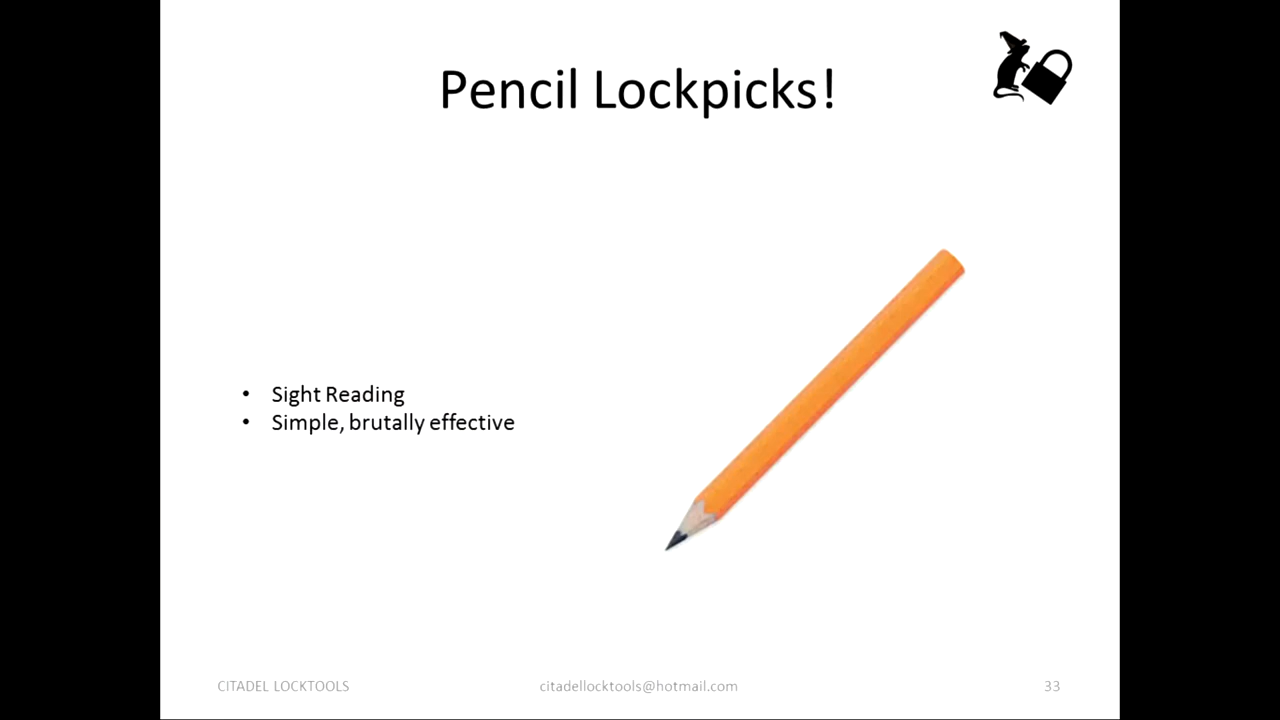 Pencil Lockpicks!
• Sight Reading
• Simple, brutally effective
CITADEL LOCKTOOLS citadellocktools@hotmail.com 33